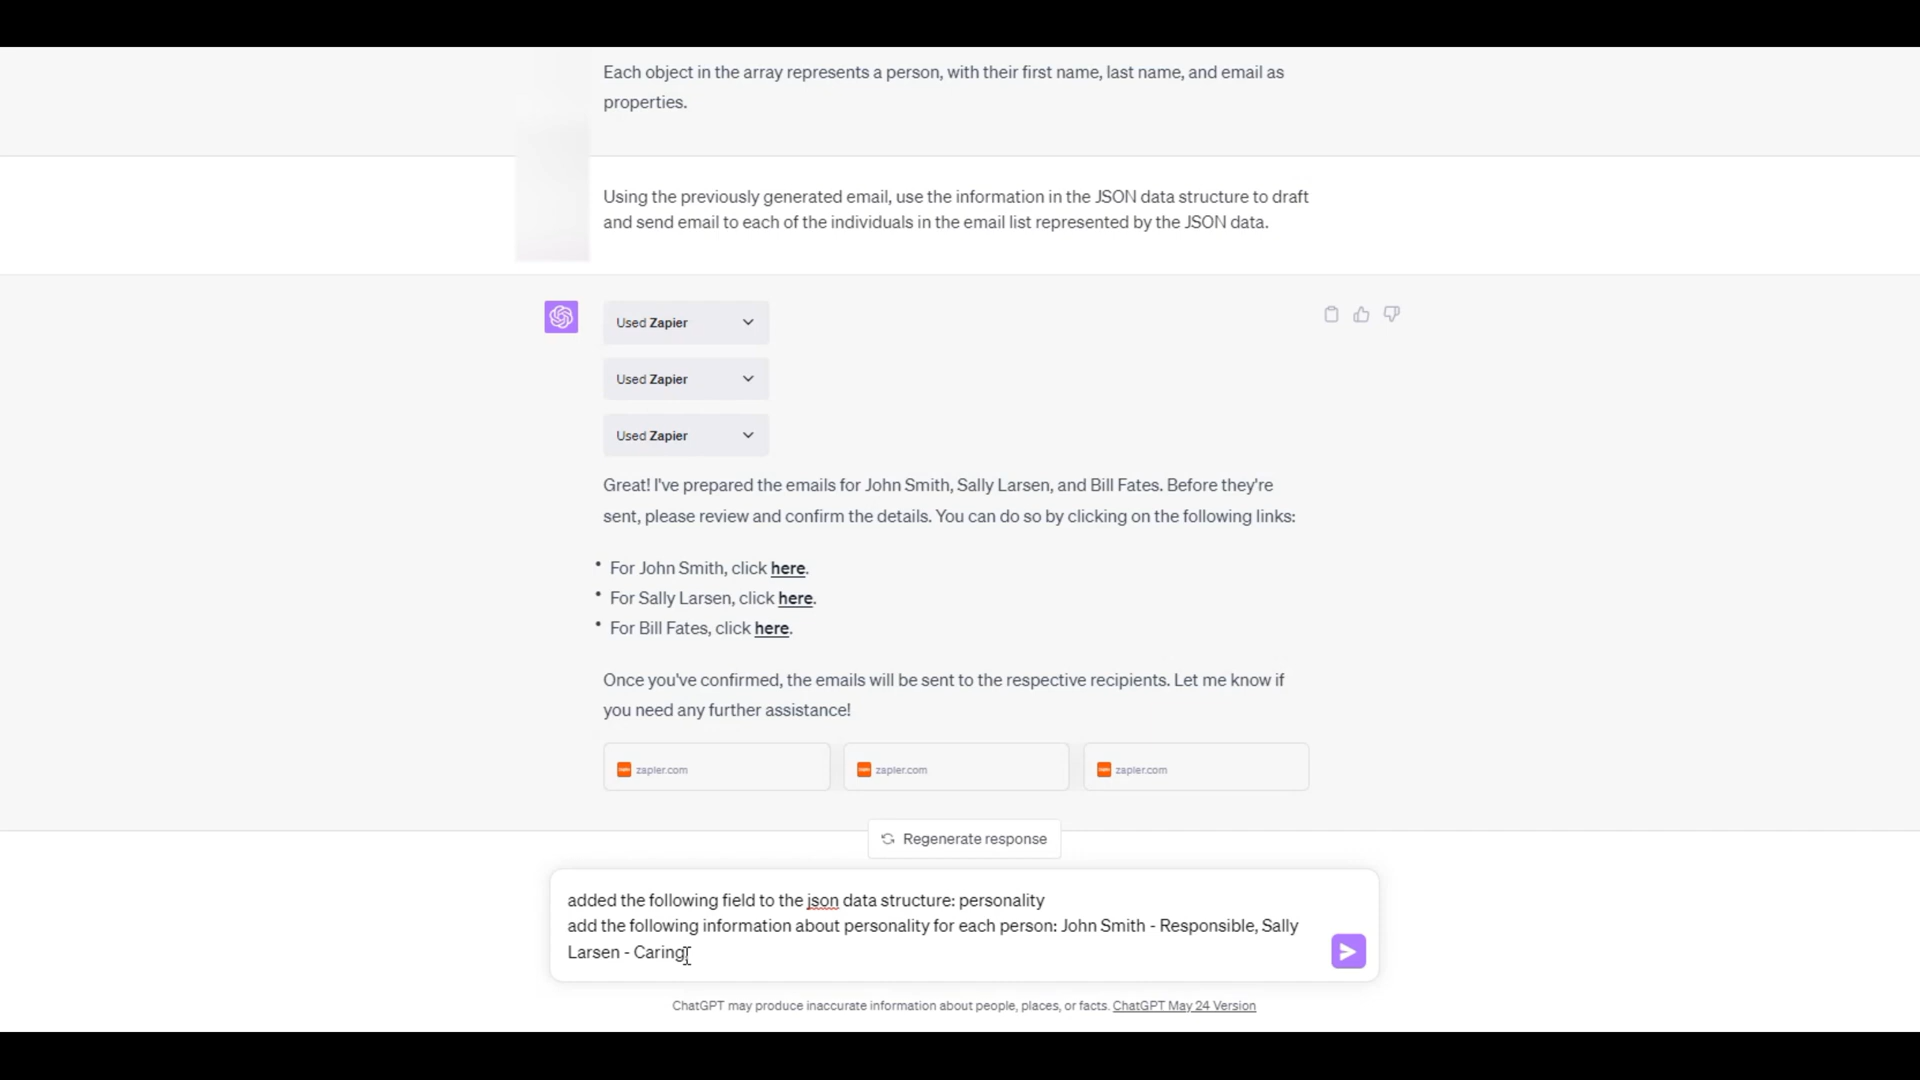 Each object in the array represents a person, with their first name, last name, and email as
properties.
Using the previously generated email, use the information in the JSON data structure to draft
and send email to each of the individuals in the email list represented by the JSON data.
Used Zapier
Used Zapier
Used Zapier
Great! I've prepared the emails for John Smith, Sally Larsen, and Bill Fates. Before they're
sent, please review and confirm the details. You can do so by clicking on the following links:
• For John Smith, click here.
• For Sally Larsen, click here.
• For Bill Fates, click here.
Once you've confirmed, the emails will be sent to the respective recipients. Let me know if
you need any further assistance!
zapier.com zapier.com zapier.com
Regenerate response
added the following field to the json data structure: personality
add the following information about personality for each person: John Smith - Responsible, Sally
Larsen - Caring
ChatGPT may produce inaccurate information about people, places, or facts. ChatGPT May 24 Version